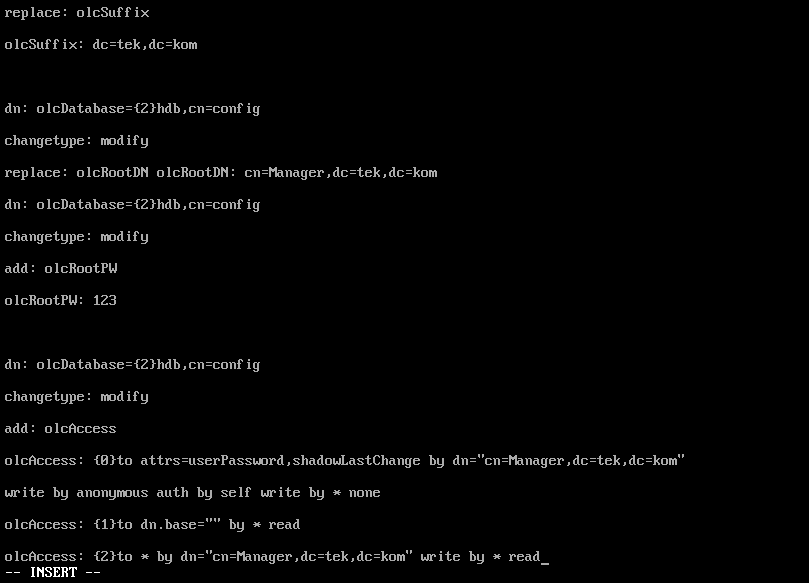 replace: olcSuffix
olcSuffix: dc=tek,dc=kom
dn: olcDatabase={2}hdb,cn=config
changetype: modify
replace: olcRootDN olcRootDN: cn=Manager,dc=tek,dc=kom
dn: olcDatabase={2}hdb,cn=config
changetype: modify
add: olcRootPW
olcRootPW: 123
dn: olcDatabase={2}hdb,cn=config
changetype: modify
add: olcAccess
olcAccess: {0}to attrs=userPassword,shadowLastChange by dn="cn=Manager,dc=tek,dc=kom"
write by anonymous auth by self write by * none
olcAccess: {1}to dn.base="" by * read
olcAccess: {2}to * by dn="cn=Manager,dc=tek,dc=kom" write by * read_
-- INSERT --